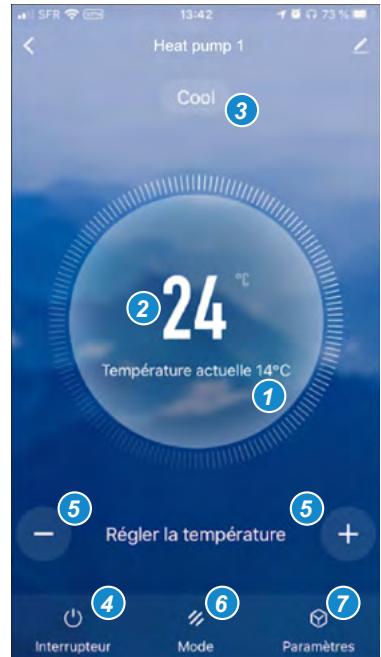 SFR VPN 13:42 73 %
Heat pump 1
Cool
3
24 °C
2
Température actuelle 14°C
1
5 5
− Régler la température +
4 6 7
Interrupteur Mode Paramètres